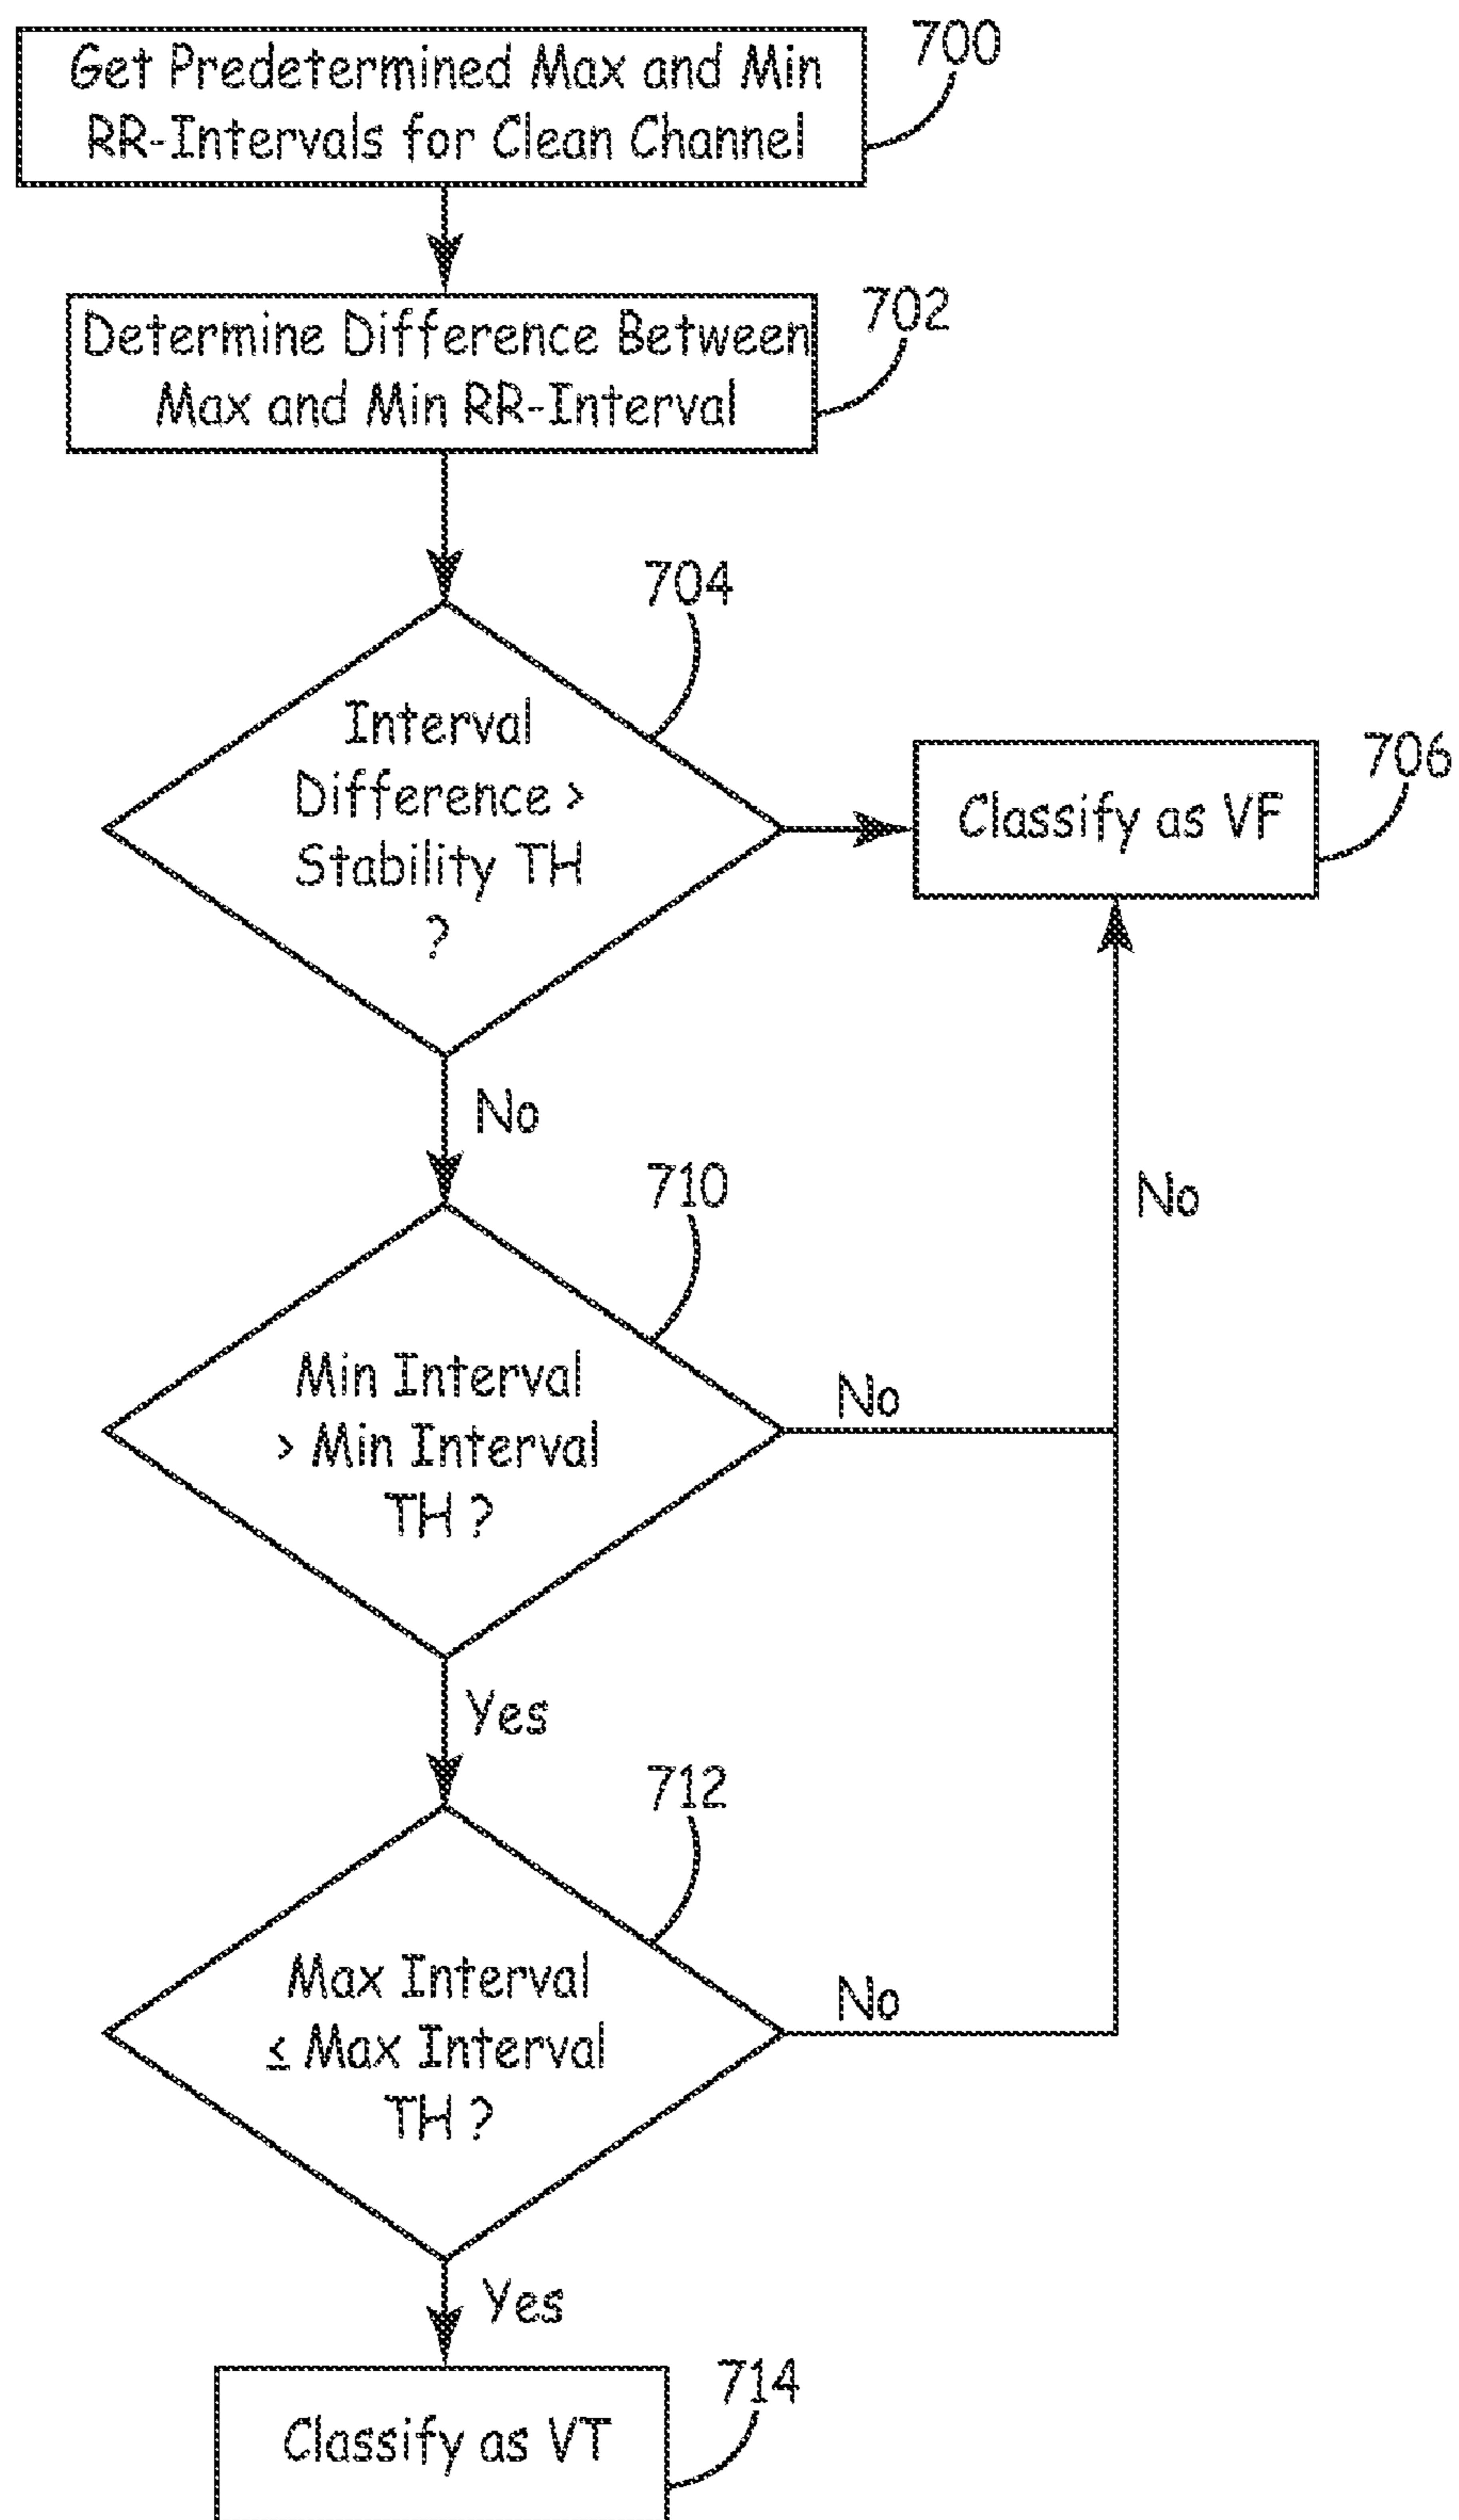 Get Predetermined Max and Min
RR-Intervals for Clean Channel
700
Determine Difference Between
Max and Min RR-Interval
702
704
Interval
Difference >
Stability TH
?
706
Classify as VF
No
710
No
Min Interval
> Min Interval
TH ?
No
Yes
712
Max Interval
≤ Max Interval
TH ?
No
Yes
714
Classify as VT